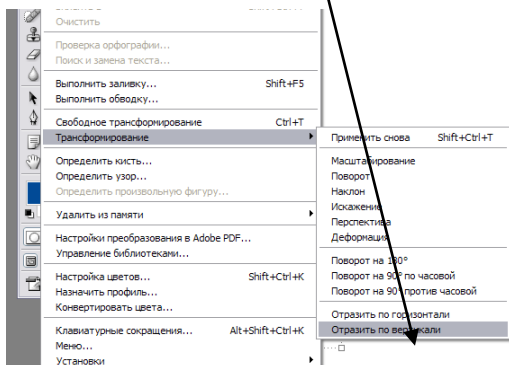 Очистить
Проверка орфографии...
Поиск и замена текста...
Выполнить заливку... Shift+F5
Выполнить обводку...
Свободное трансформирование Ctrl+T
Трансформирование
Определить кисть...
Определить узор...
Определить произвольную фигуру...
Удалить из памяти
Настройки преобразования в Adobe PDF...
Управление библиотеками...
Настройка цветов... Shift+Ctrl+K
Назначить профиль...
Конвертировать цвета...
Клавиатурные сокращения... Alt+Shift+Ctrl+K
Меню...
Установки
Применить снова Shift+Ctrl+T
Масштабирование
Поворот
Наклон
Искажение
Перспектива
Деформация
Поворот на 180°
Поворот на 90° по часовой
Поворот на 90° против часовой
Отразить по горизонтали
Отразить по вертикали